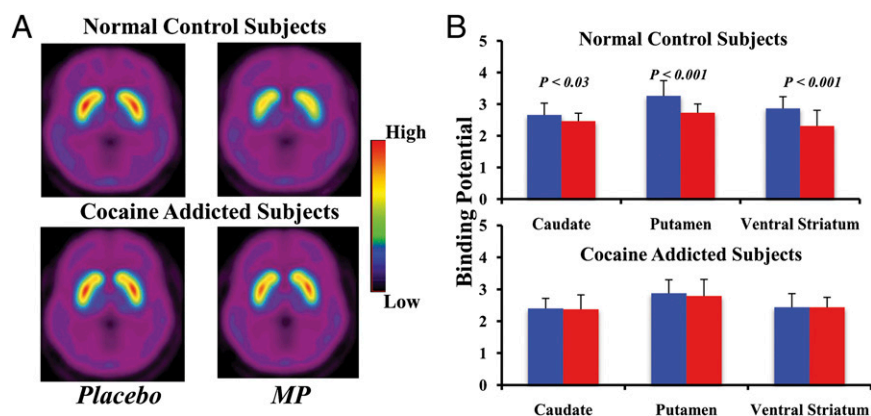 A
Normal Control Subjects
High
Cocaine Addicted Subjects
Low
Placebo
MP
B
Binding Potential
5
Normal Control Subjects
P < 0.03
P < 0.001
P < 0.001
4
3
2
1
0
Caudate
Putamen
Ventral Striatum
5
Cocaine Addicted Subjects
4
3
2
1
0
Caudate
Putamen
Ventral Striatum